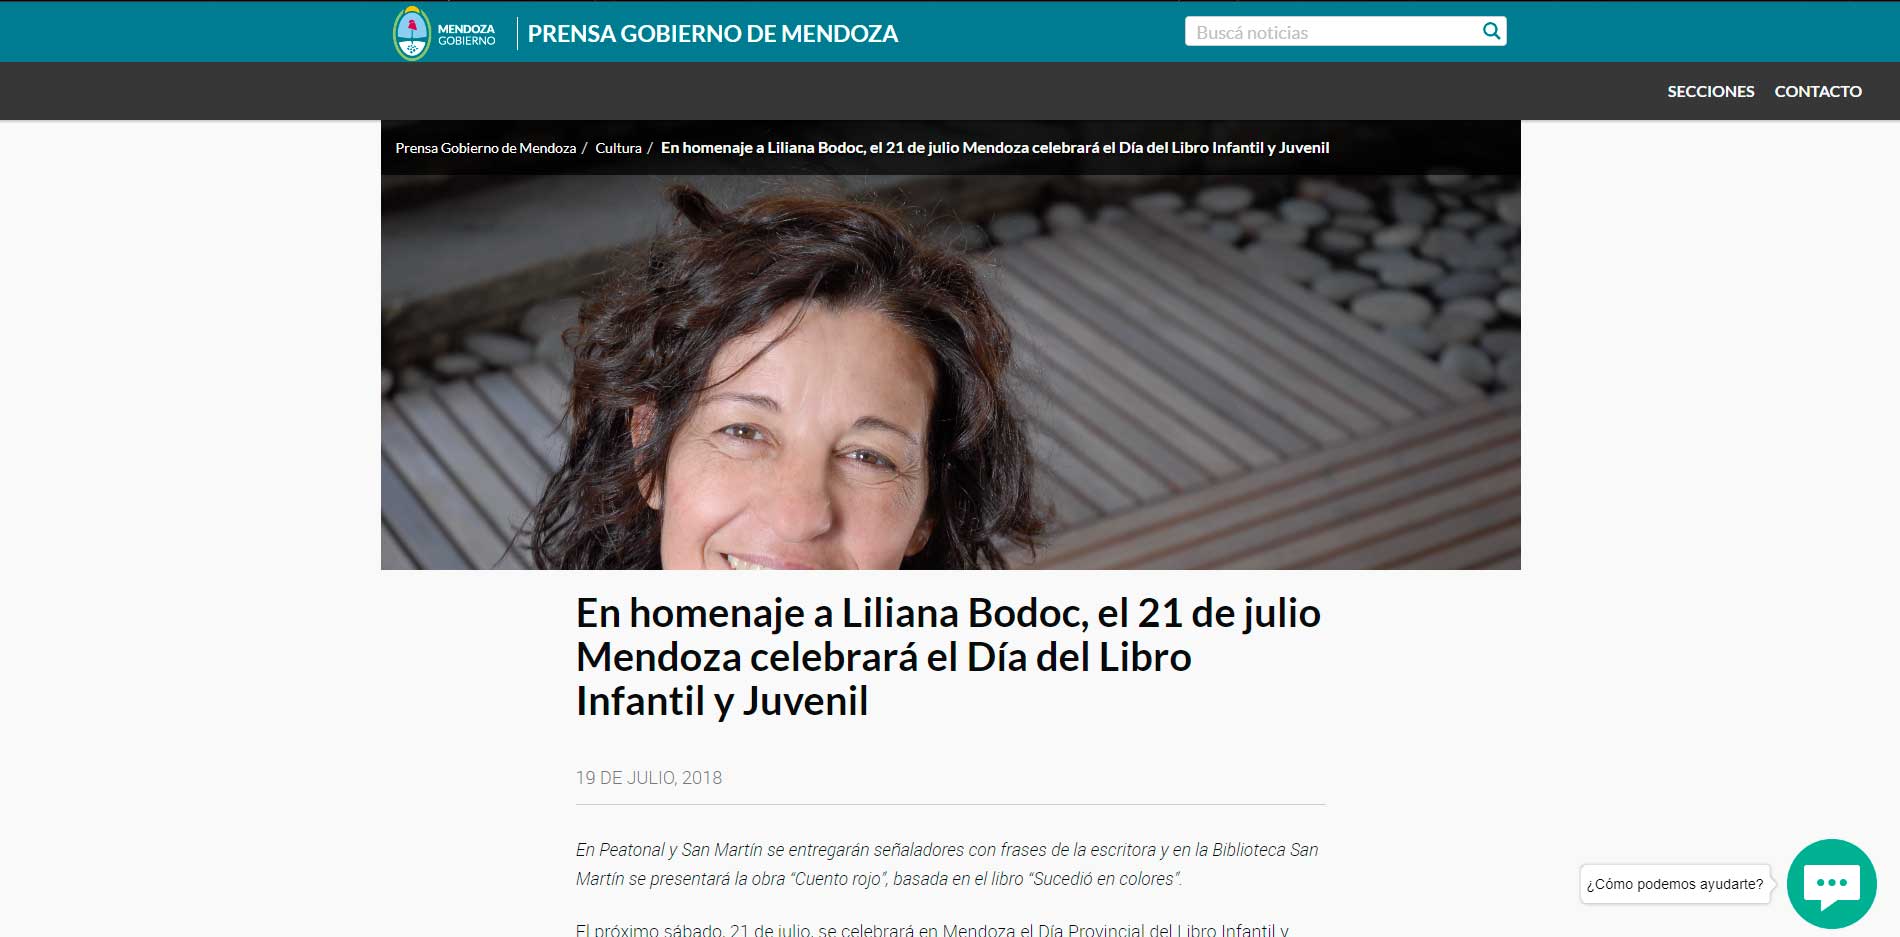 MENDOZA
GOBIERNO
PRENSA GOBIERNO DE MENDOZA
Buscá noticias
SECCIONES CONTACTO
Prensa Gobierno de Mendoza / Cultura / En homenaje a Liliana Bodoc, el 21 de julio Mendoza celebrará el Día del Libro Infantil y Juvenil
En homenaje a Liliana Bodoc, el 21 de julio
Mendoza celebrará el Día del Libro
Infantil y Juvenil
19 DE JULIO, 2018
En Peatonal y San Martín se entregarán señaladores con frases de la escritora y en la Biblioteca San
Martín se presentará la obra “Cuento rojo”, basada en el libro “Sucedió en colores”.
El próximo sábado, 21 de julio, se celebrará en Mendoza el Día Provincial del Libro Infantil y
¿Cómo podemos ayudarte?